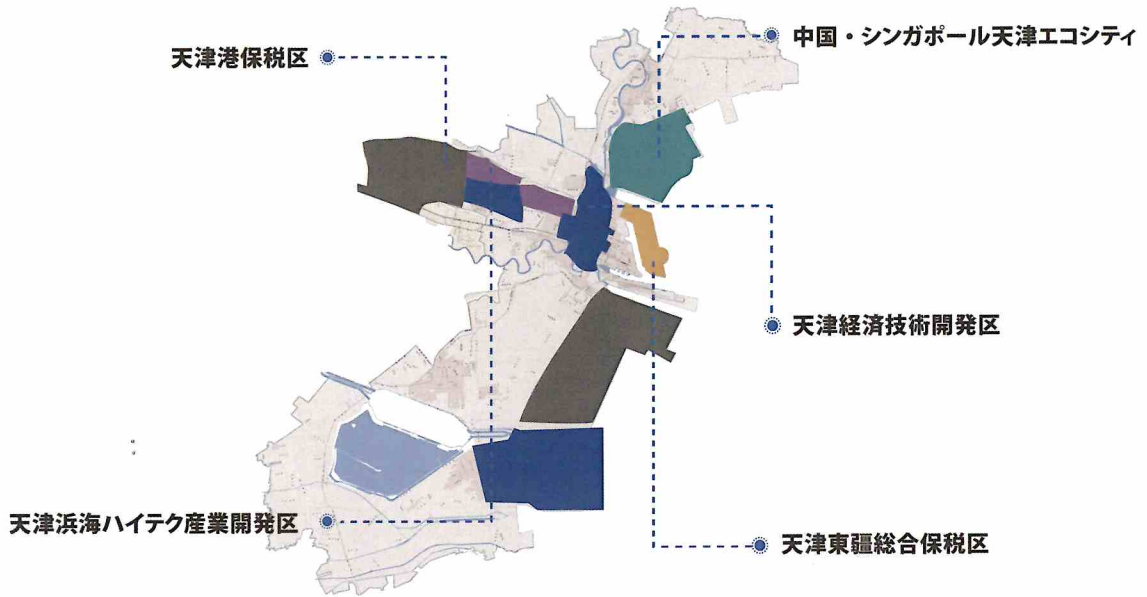 中国・シンガポール天津エコシティ
天津港保税区
天津経済技術開発区
天津浜海ハイテク産業開発区
天津東疆総合保税区